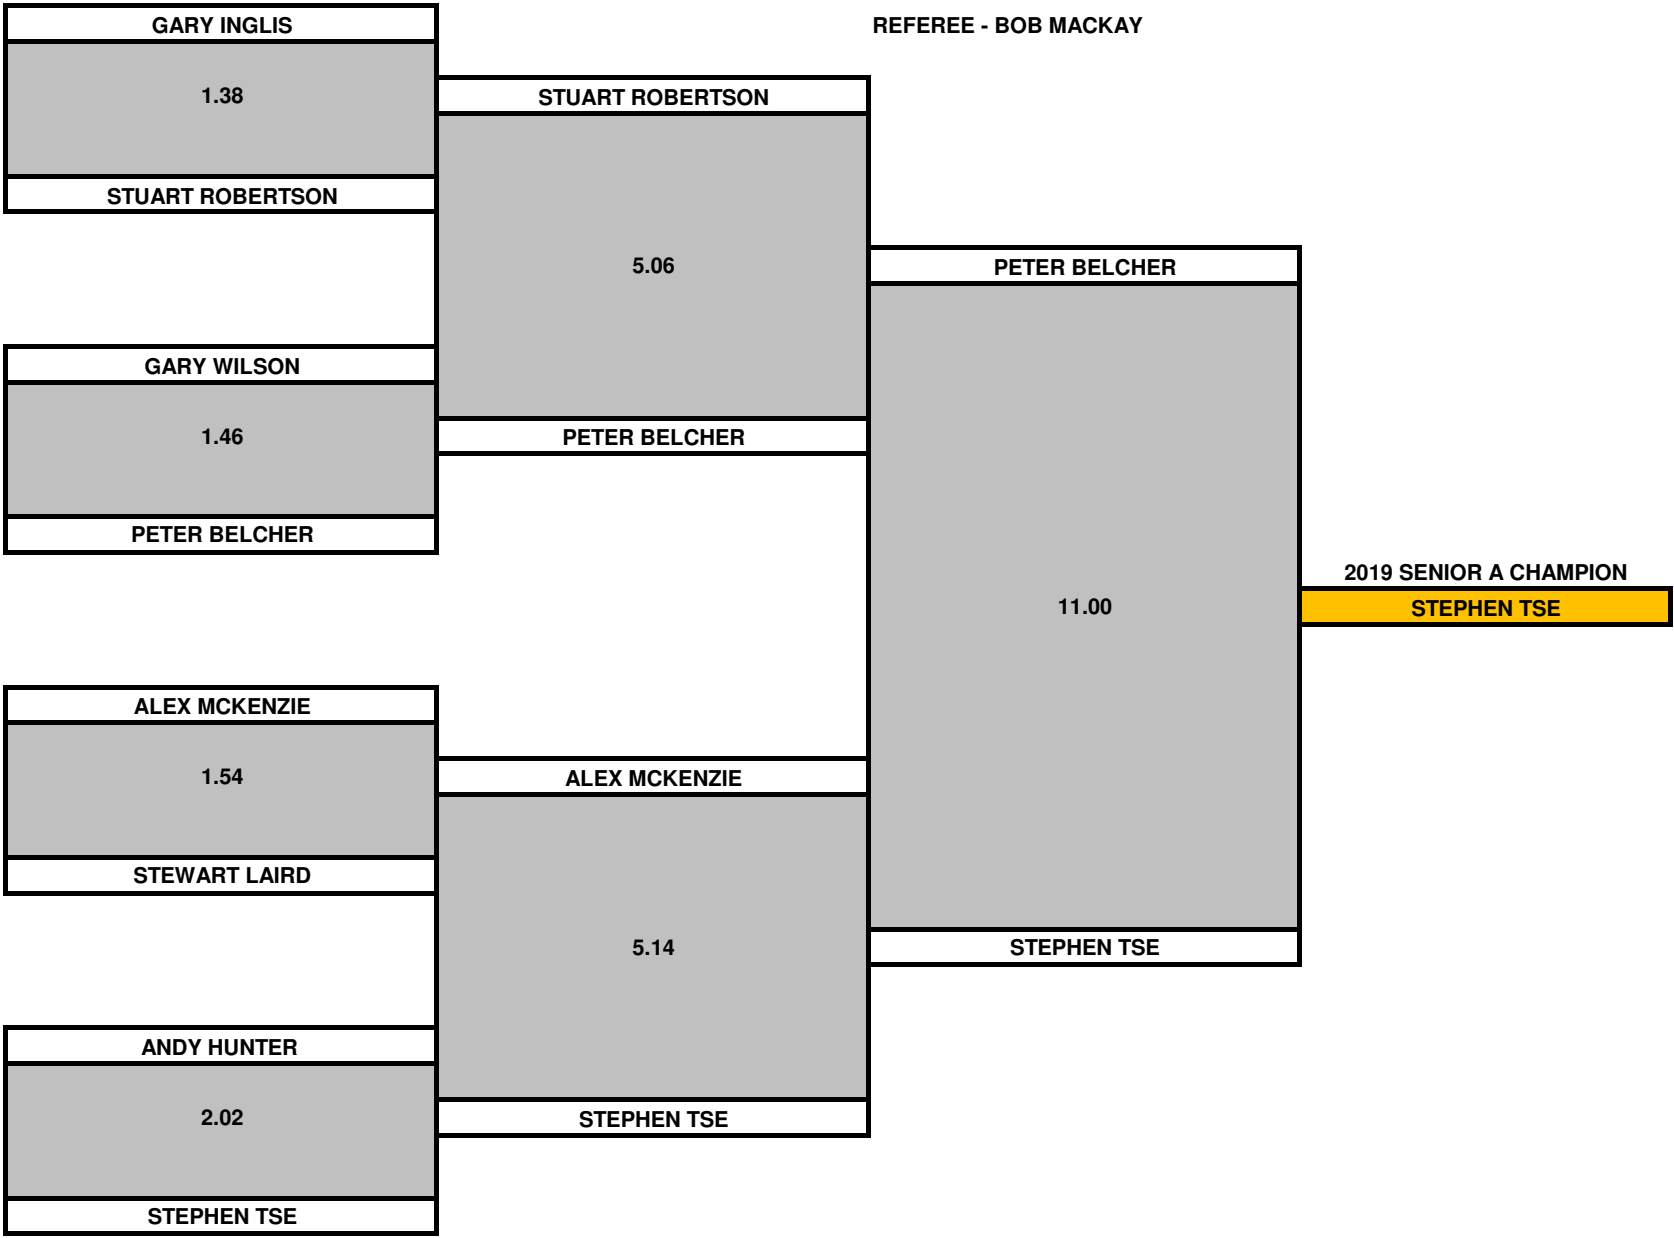 GARY INGLIS
REFEREE - BOB MACKAY
1.38
STUART ROBERTSON
STUART ROBERTSON
5.06
PETER BELCHER
GARY WILSON
1.46
PETER BELCHER
PETER BELCHER
2019 SENIOR A CHAMPION
11.00
STEPHEN TSE
ALEX MCKENZIE
1.54
ALEX MCKENZIE
STEWART LAIRD
5.14
STEPHEN TSE
ANDY HUNTER
2.02
STEPHEN TSE
STEPHEN TSE